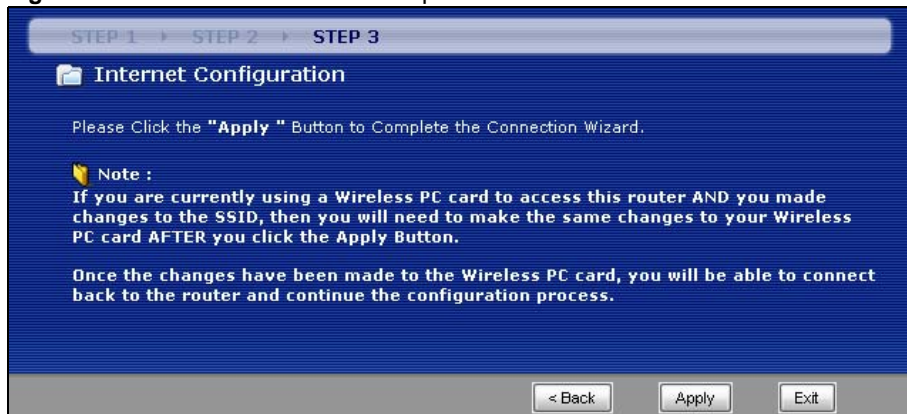 STEP 1 STEP 2 STEP 3
Internet Configuration
Please Click the "Apply " Button to Complete the Connection Wizard.
Note :
If you are currently using a Wireless PC card to access this router AND you made
changes to the SSID, then you will need to make the same changes to your Wireless
PC card AFTER you click the Apply Button.
Once the changes have been made to the Wireless PC card, you will be able to connect
back to the router and continue the configuration process.
< Back Apply Exit